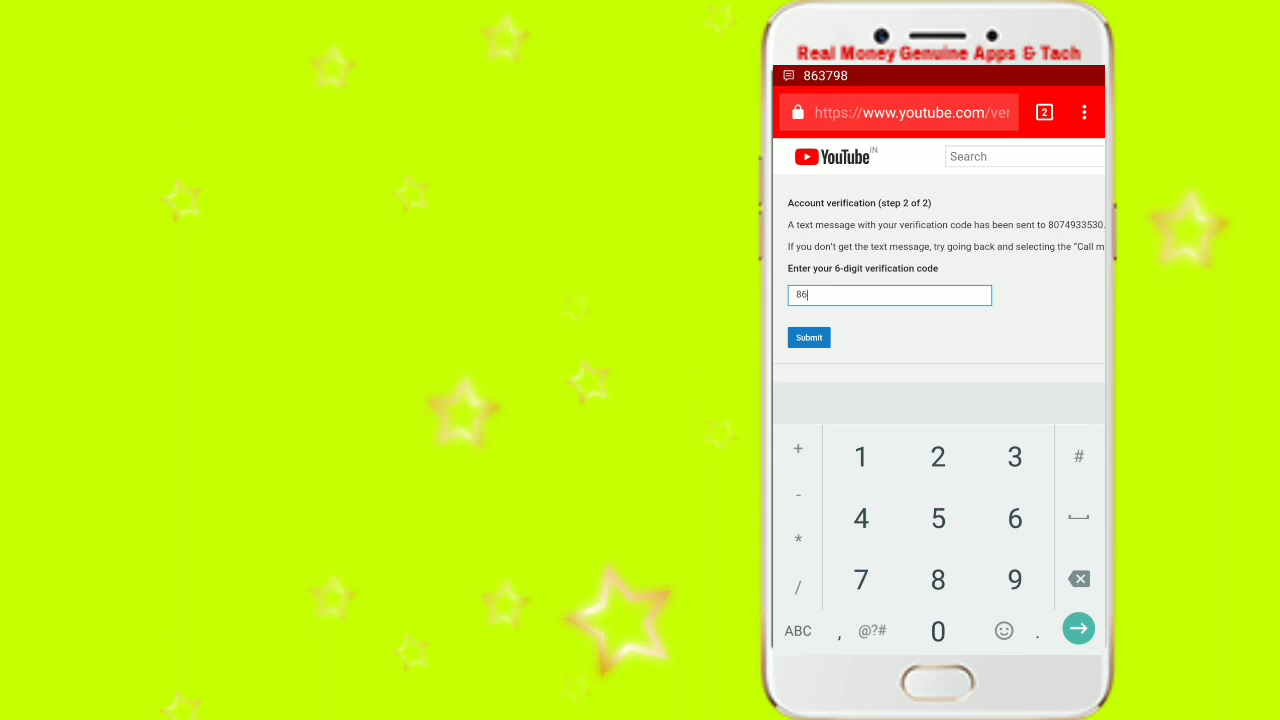 Real Money Genuine Apps & Tach
863798
https://www.youtube.com/ver
2
YouTube IN
Search
Account verification (step 2 of 2)
A text message with your verification code has been sent to 8074933530.
If you don't get the text message, try going back and selecting the "Call m
Enter your 6-digit verification code
86
Submit
+ 1 2 3 #
- 4 5 6
* 7 8 9
/
ABC , @?# 0 .